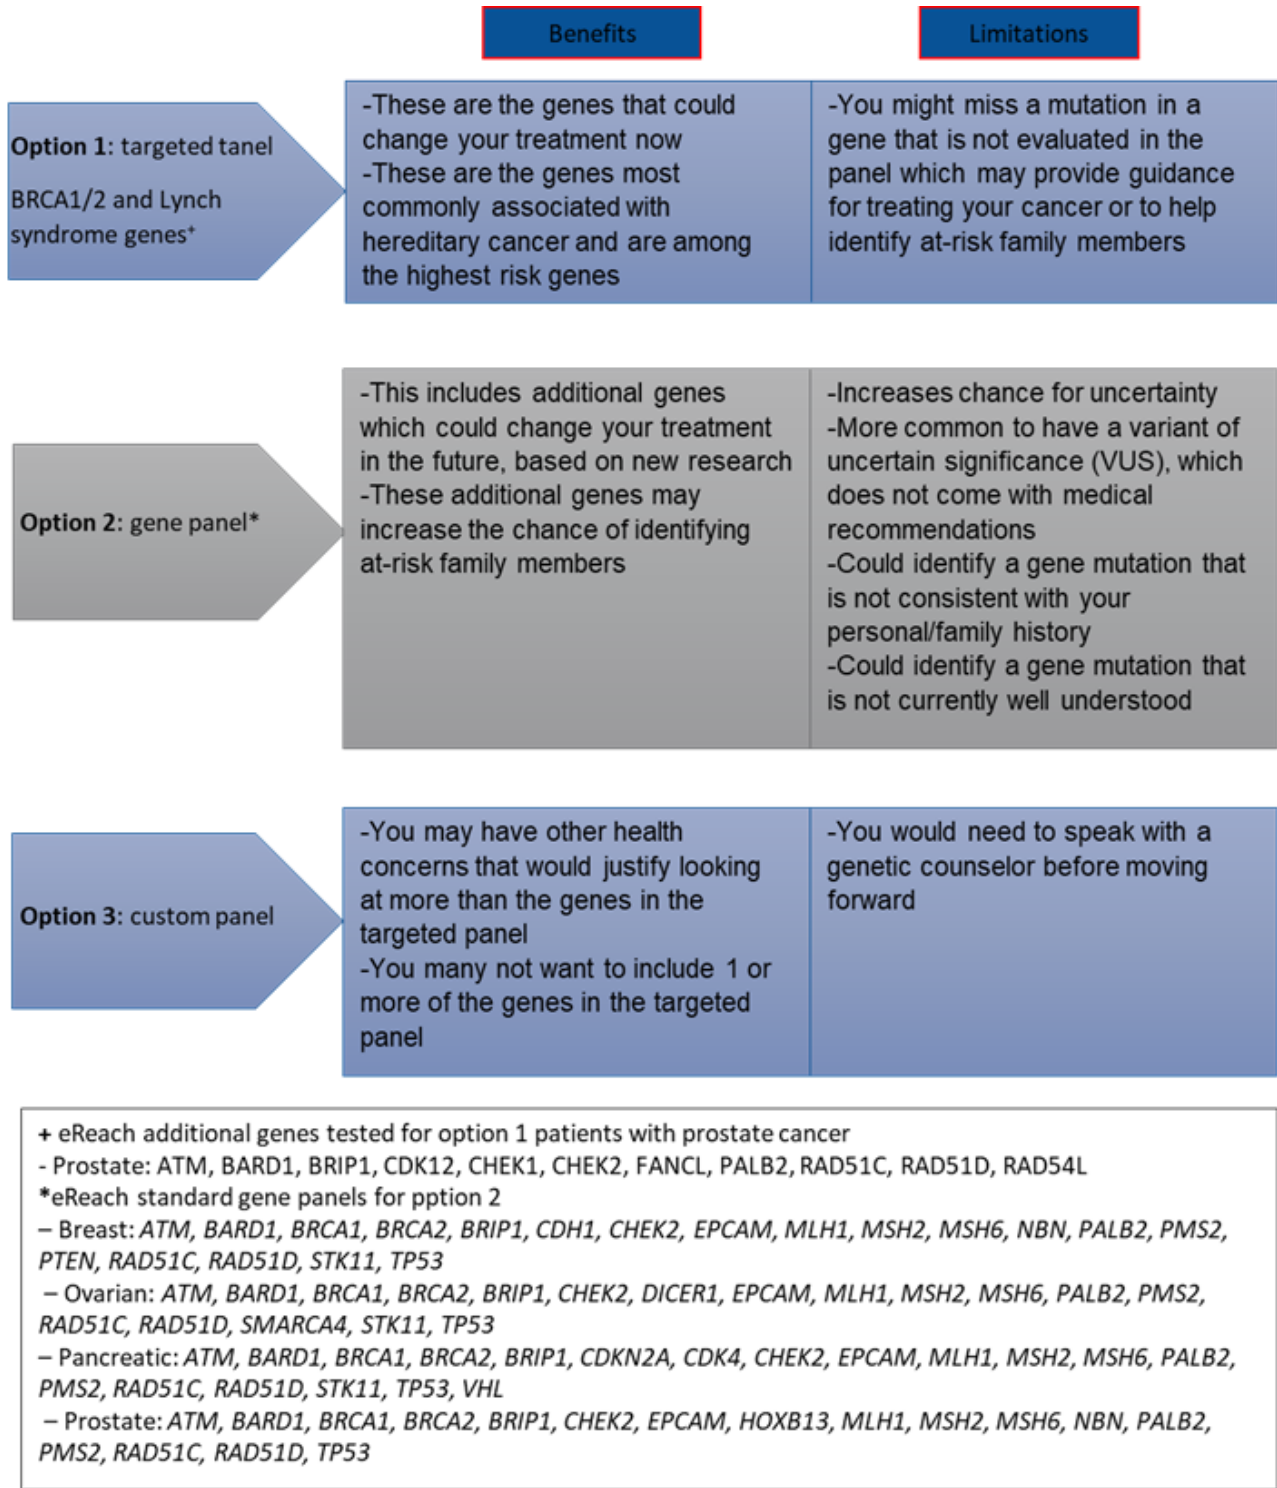 Benefits
Limitations
Option 1: targeted tanel
BRCA1/2 and Lynch
syndrome genes+
-These are the genes that could
change your treatment now
-These are the genes most
commonly associated with
hereditary cancer and are among
the highest risk genes
-You might miss a mutation in a
gene that is not evaluated in the
panel which may provide guidance
for treating your cancer or to help
identify at-risk family members
Option 2: gene panel*
-This includes additional genes
which could change your treatment
in the future, based on new research
-These additional genes may
increase the chance of identifying
at-risk family members
-Increases chance for uncertainty
-More common to have a variant of
uncertain significance (VUS), which
does not come with medical
recommendations
-Could identify a gene mutation that
is not consistent with your
personal/family history
-Could identify a gene mutation that
is not currently well understood
Option 3: custom panel
-You may have other health
concerns that would justify looking
at more than the genes in the
targeted panel
-You many not want to include 1 or
more of the genes in the targeted
panel
-You would need to speak with a
genetic counselor before moving
forward
+ eReach additional genes tested for option 1 patients with prostate cancer
- Prostate: ATM, BARD1, BRIP1, CDK12, CHEK1, CHEK2, FANCL, PALB2, RAD51C, RAD51D, RAD54L
*eReach standard gene panels for pption 2
– Breast: ATM, BARD1, BRCA1, BRCA2, BRIP1, CDH1, CHEK2, EPCAM, MLH1, MSH2, MSH6, NBN, PALB2, PMS2,
PTEN, RAD51C, RAD51D, STK11, TP53
– Ovarian: ATM, BARD1, BRCA1, BRCA2, BRIP1, CHEK2, DICER1, EPCAM, MLH1, MSH2, MSH6, PALB2, PMS2,
RAD51C, RAD51D, SMARCA4, STK11, TP53
– Pancreatic: ATM, BARD1, BRCA1, BRCA2, BRIP1, CDKN2A, CDK4, CHEK2, EPCAM, MLH1, MSH2, MSH6, PALB2,
PMS2, RAD51C, RAD51D, STK11, TP53, VHL
– Prostate: ATM, BARD1, BRCA1, BRCA2, BRIP1, CHEK2, EPCAM, HOXB13, MLH1, MSH2, MSH6, NBN, PALB2,
PMS2, RAD51C, RAD51D, TP53